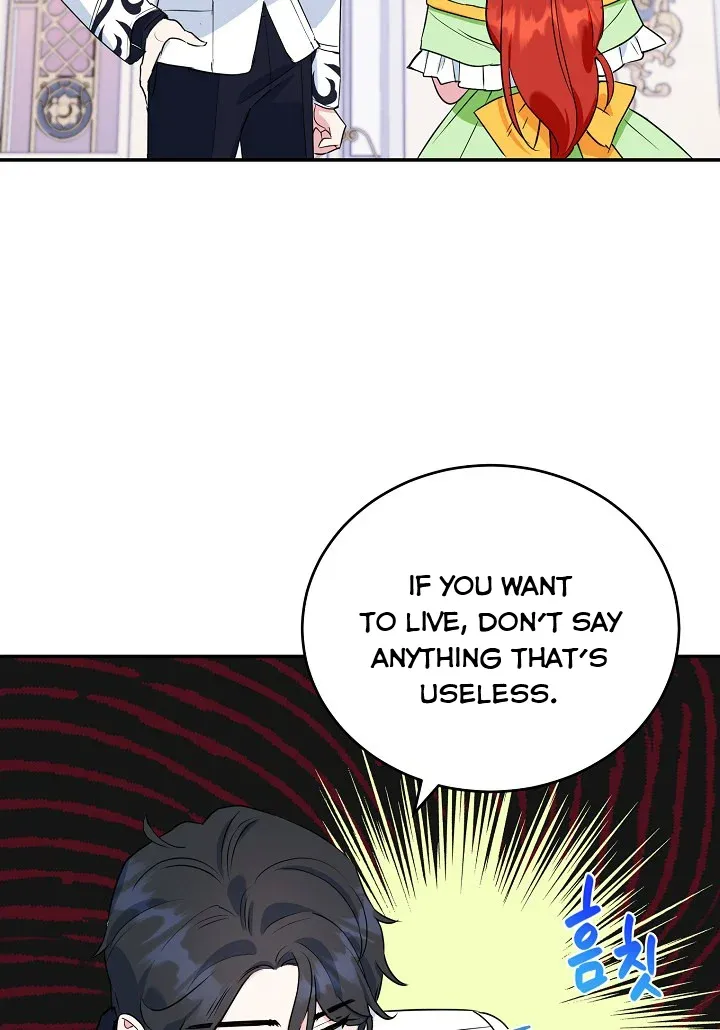 IF YOU WANT
TO LIVE, DON'T SAY
ANYTHING THAT'S
USELESS.
흠칫